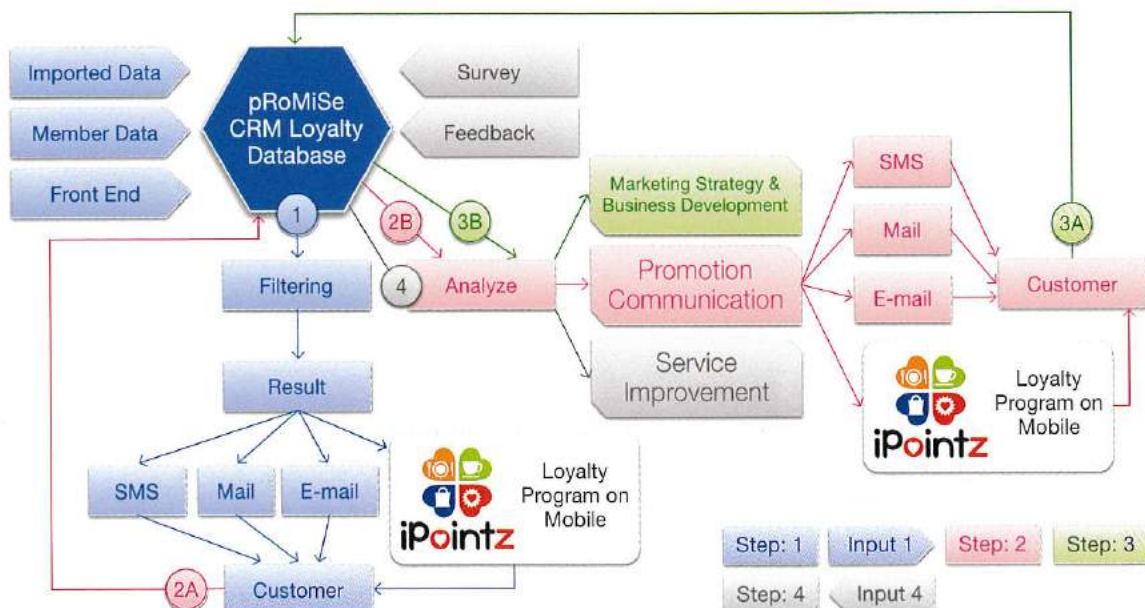 Imported Data
Member Data
Front End
pRoMiSe
CRM Loyalty
Database
Survey
Feedback
1
2B
3B
4
3A
Filtering
Analyze
Marketing Strategy &
Business Development
Promotion
Communication
Service
Improvement
SMS
Mail
E-mail
Customer
iPointz
Loyalty
Program on
Mobile
Result
SMS
Mail
E-mail
iPointz
Loyalty
Program on
Mobile
2A
Customer
Step: 1
Input 1
Step: 2
Step: 3
Step: 4
Input 4